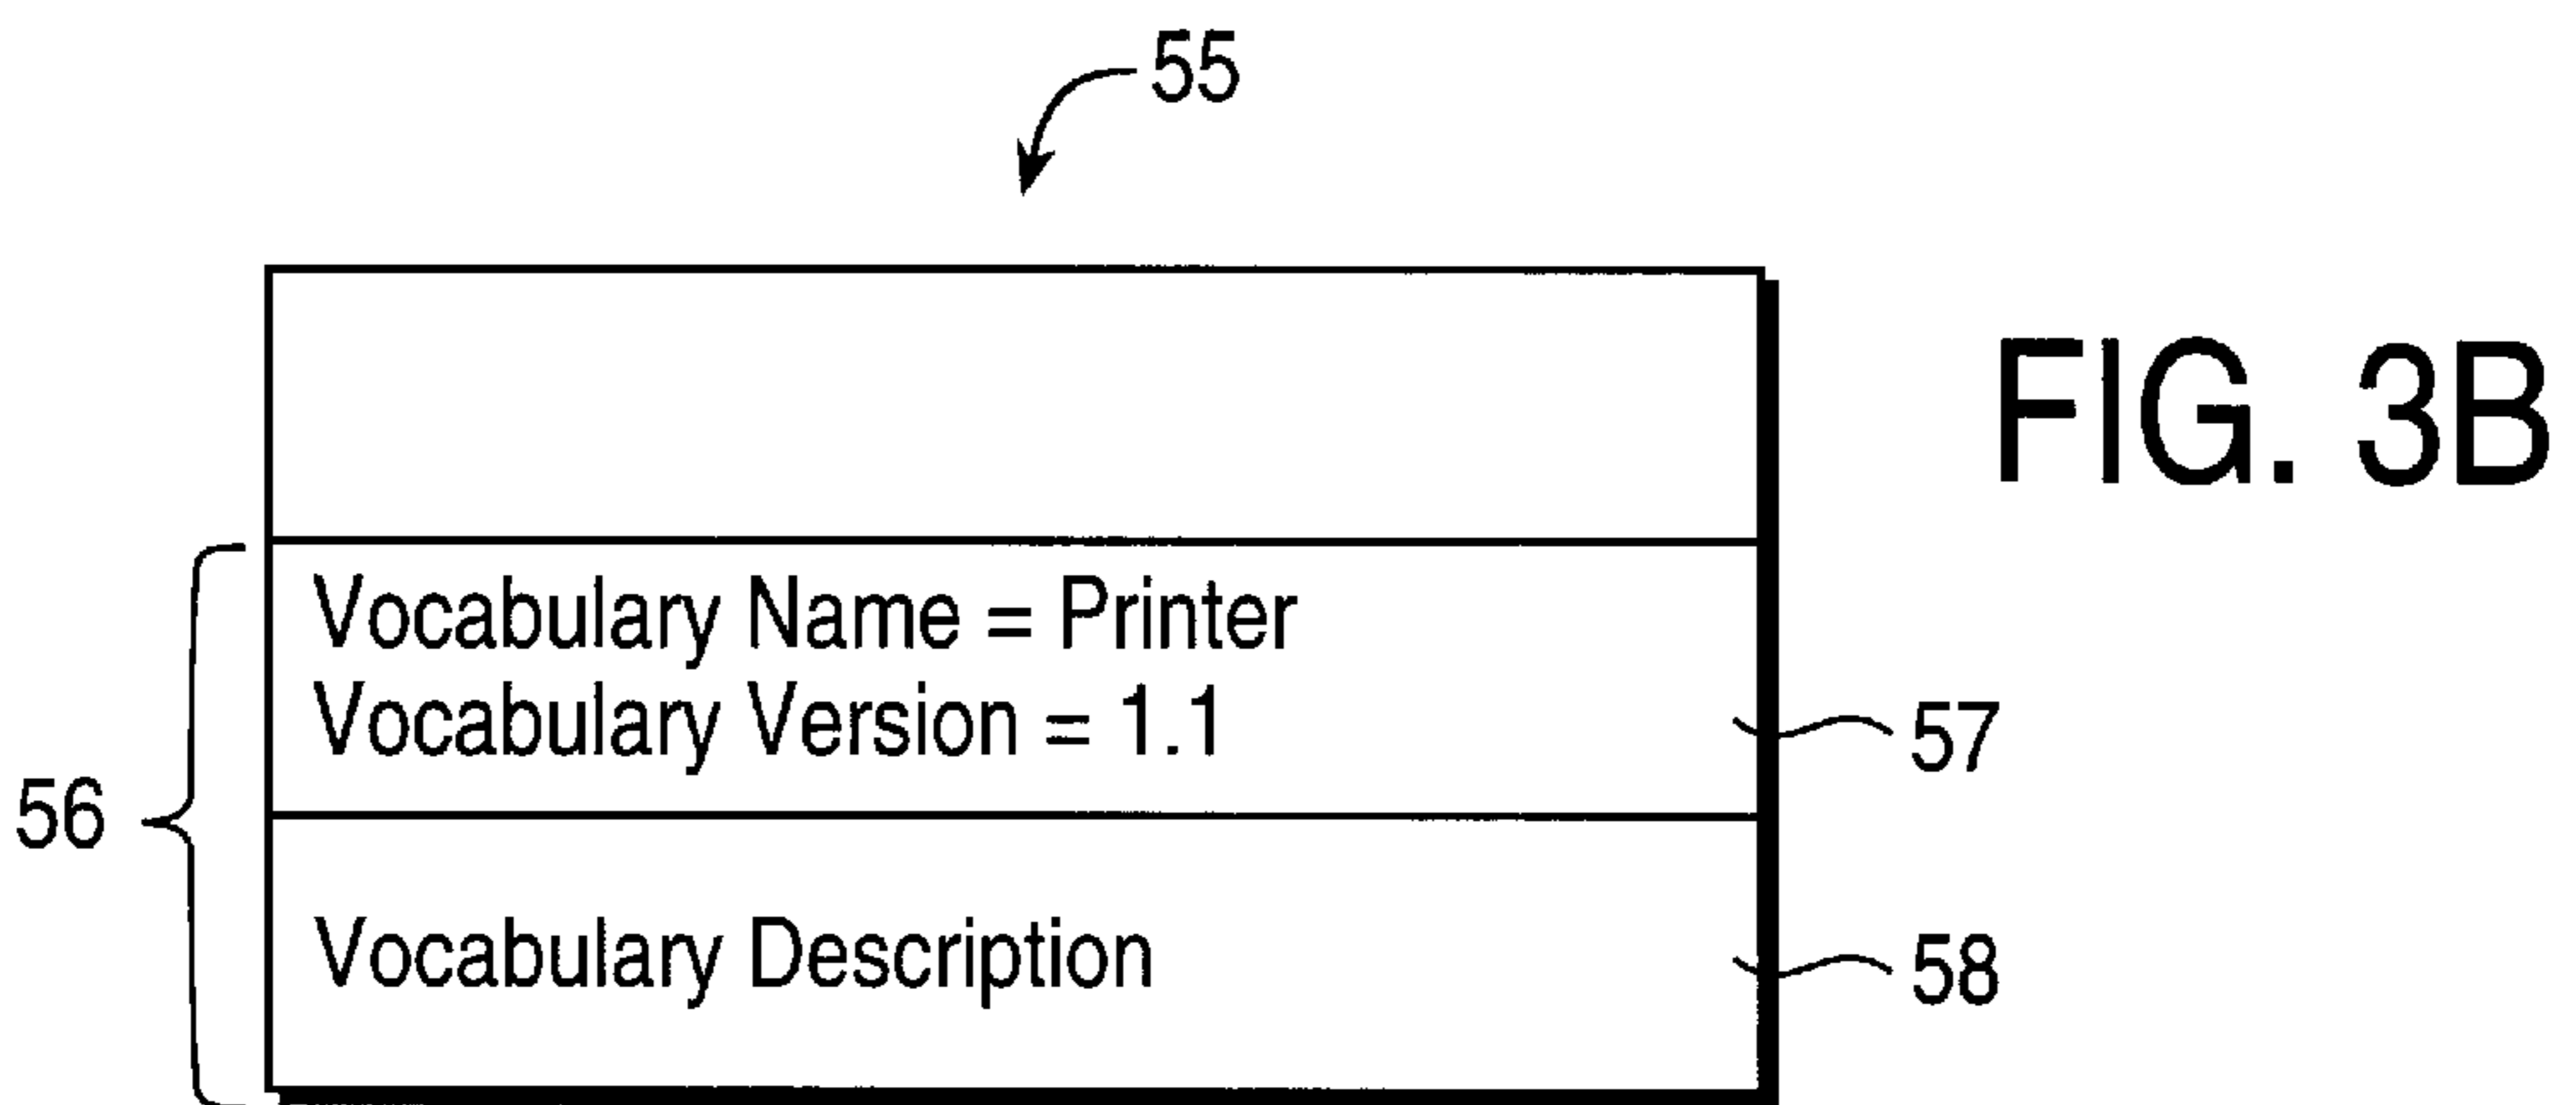 55
FIG. 3B
Vocabulary Name = Printer
Vocabulary Version = 1.1
57
56
Vocabulary Description
58